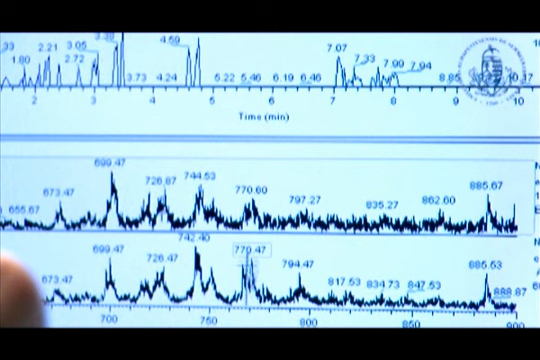 3.30 4.59
.33 2.21 3.05 7.07
1.80 2.72 7.33 7.99 7.94
3.73 4.24 5.22 5.46 6.19 6.46 8.85 10.17
2 3 4 5 6 7 8 9 10
Time (min)
699.47
673.47 726.87 744.53 770.60 797.27 835.27 862.60 885.67
655.67
699.47 742.40 770.47
673.47 726.47 794.47 817.53 834.73 847.53 885.53 888.87
700 750 800 850 900